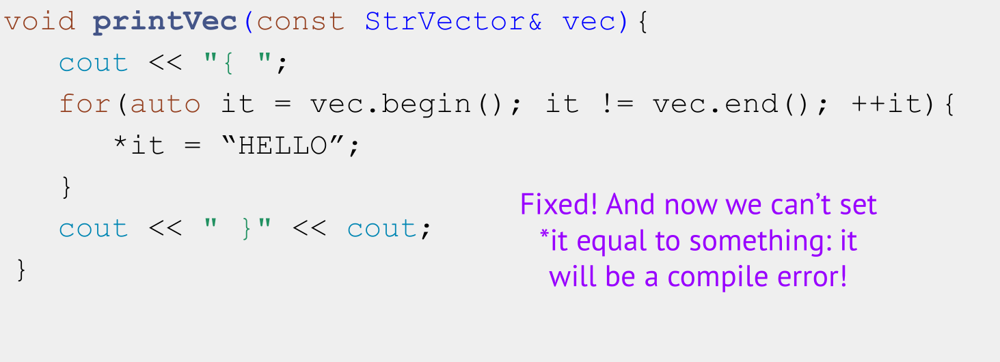 void printVec(const StrVector& vec){
cout << "{ ";
for(auto it = vec.begin(); it != vec.end(); ++it){
*it = “HELLO”;
}
cout << " }" << cout;
}
Fixed! And now we can’t set
*it equal to something: it
will be a compile error!